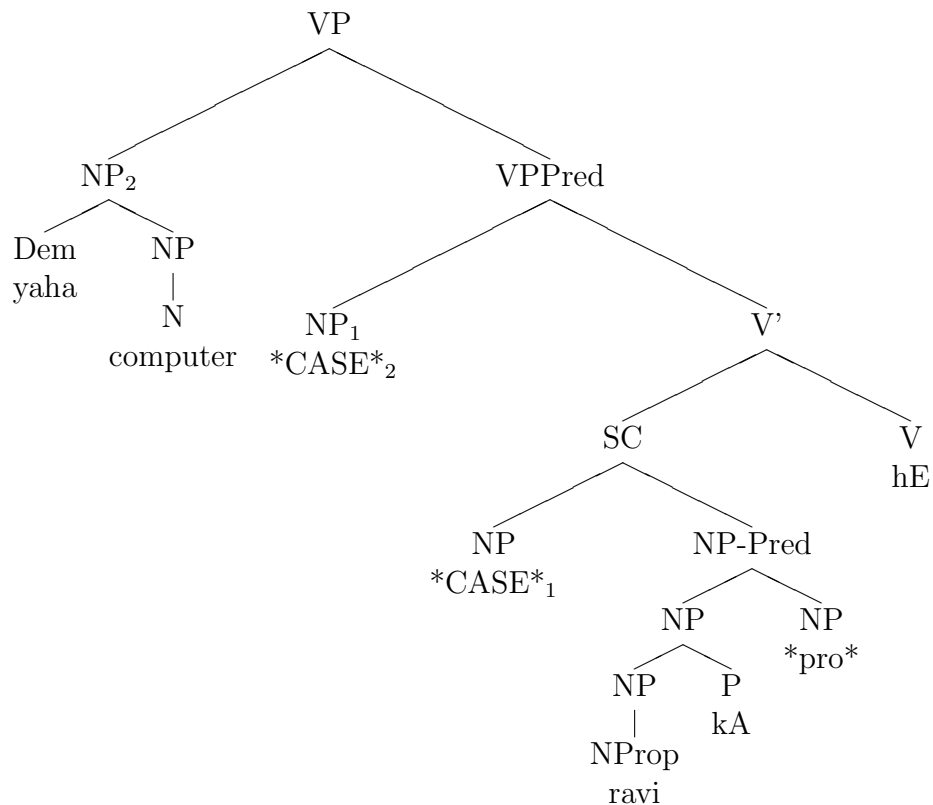 VP
NP₂ VPPred
Dem NP
yaha
N
computer
NP₁ V'
*CASE*₂
SC V
hE
NP NP-Pred
*CASE*₁
NP NP
*pro*
NP P
kA
NProp
ravi